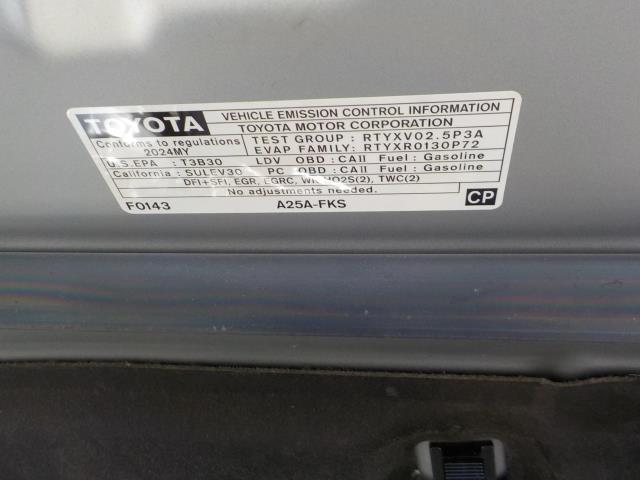 TOYOTA VEHICLE EMISSION CONTROL INFORMATION
TOYOTA MOTOR CORPORATION
Conforms to regulations TEST GROUP : RTYXV02.5P3A
2024MY EVAP FAMILY: RTYXR0130P72
U.S.EPA : T3B30 LDV OBD : CAII Fuel : Gasoline
California : SULEV30 PC OBD : CAII Fuel : Gasoline
DFI+SFI, EGR, EGRC, WR-HO2S(2), TWC(2)
No adjustments needed.
F0143 A25A-FKS CP